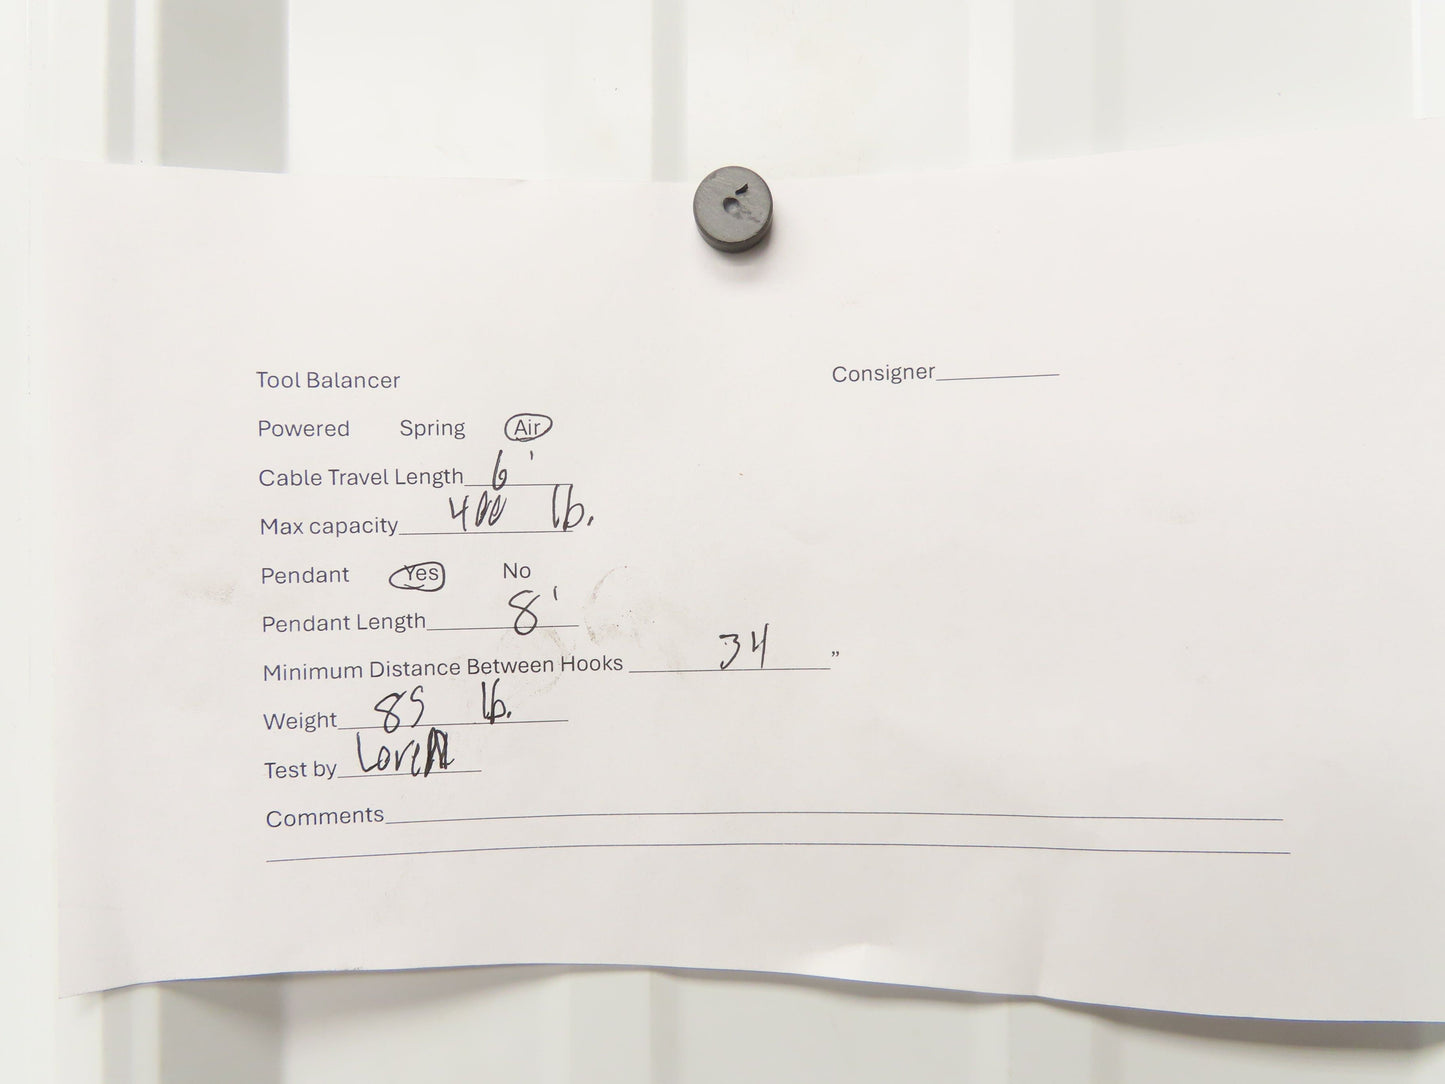 Tool Balancer
Consigner
Powered Spring Air
Cable Travel Length 6'
Max capacity 400 lb.
Pendant Yes No
Pendant Length 8'
Minimum Distance Between Hooks 34 "
Weight 85 lb.
Test by Loren
Comments